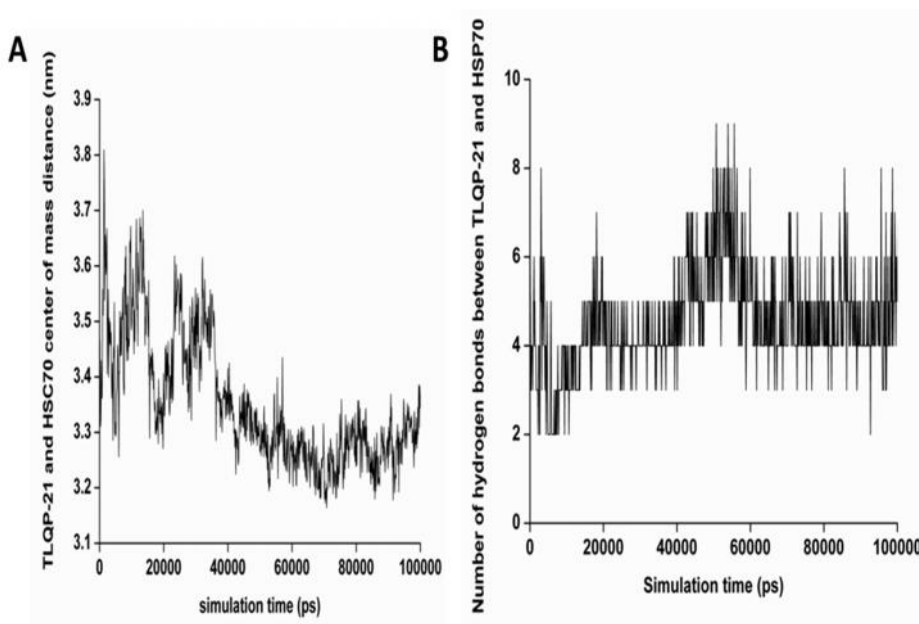 A
TLQP-21 and HSC70 center of mass distance (nm)
3.9
3.8
3.7
3.6
3.5
3.4
3.3
3.2
3.1
0 20000 40000 60000 80000 100000
simulation time (ps)
B
Number of hydrogen bonds between TLQP-21 and HSP70
10
8
6
4
2
0
0 20000 40000 60000 80000 100000
Simulation time (ps)